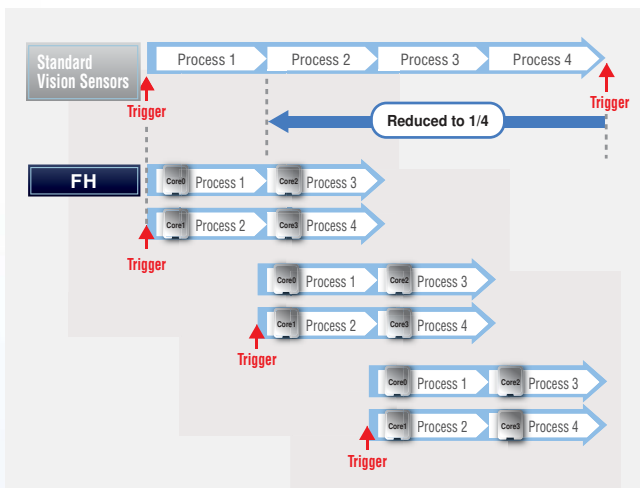 Standard
Vision Sensors
Process 1
Process 2
Process 3
Process 4
Trigger
Trigger
Reduced to 1/4
FH
Core0 Process 1
Core2 Process 3
Core1 Process 2
Core3 Process 4
Trigger
Core0 Process 1
Core2 Process 3
Core1 Process 2
Core3 Process 4
Trigger
Core0 Process 1
Core2 Process 3
Core1 Process 2
Core3 Process 4
Trigger